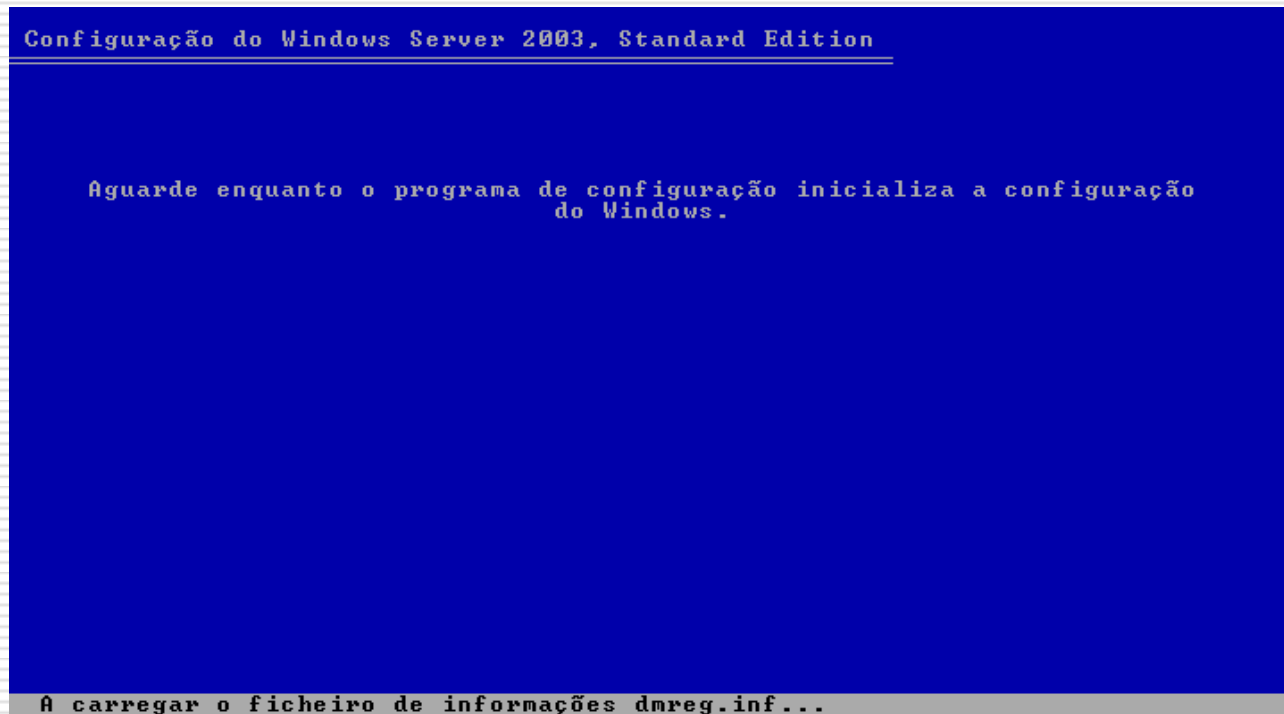 Configuração do Windows Server 2003, Standard Edition
Aguarde enquanto o programa de configuração inicializa a configuração
do Windows.
A carregar o ficheiro de informações dmreg.inf...